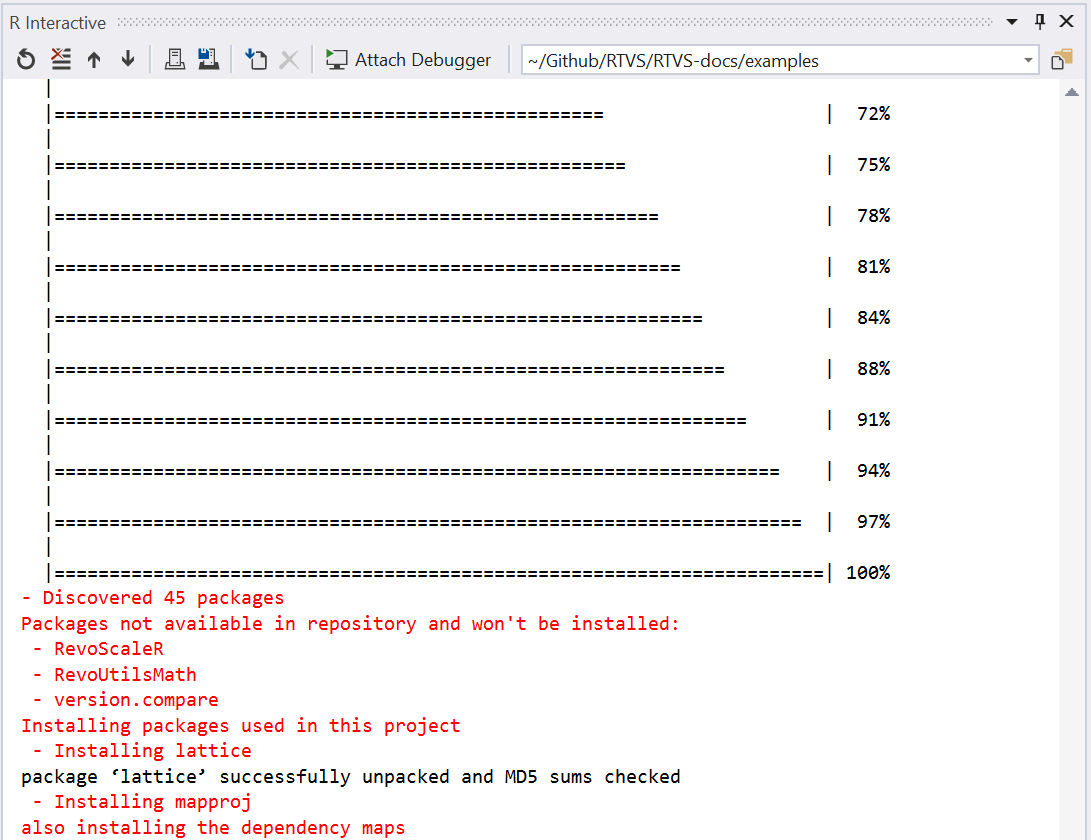 R Interactive
Attach Debugger
~/Github/RTVS/RTVS-docs/examples
|
|================================================== | 72%
|
|==================================================== | 75%
|
|======================================================= | 78%
|
|========================================================= | 81%
|
|=========================================================== | 84%
|
|============================================================= | 88%
|
|=============================================================== | 91%
|
|================================================================== | 94%
|
|==================================================================== | 97%
|
|======================================================================| 100%
- Discovered 45 packages
Packages not available in repository and won't be installed:
- RevoScaleR
- RevoUtilsMath
- version.compare
Installing packages used in this project
- Installing lattice
package ‘lattice’ successfully unpacked and MD5 sums checked
- Installing mapproj
also installing the dependency maps